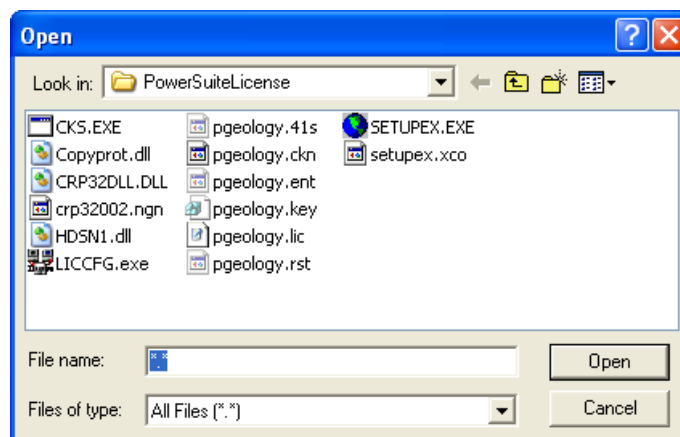 Open
Look in: PowerSuiteLicense
CKS.EXE
Copyprot.dll
CRP32DLL.DLL
crp32002.ngn
HDSN1.dll
LICCFG.exe
pgeology.41s
pgeology.ckn
pgeology.ent
pgeology.key
pgeology.lic
pgeology.rst
SETUPEX.EXE
setupex.xco
File name: *.* Open
Files of type: All Files (*.*) Cancel